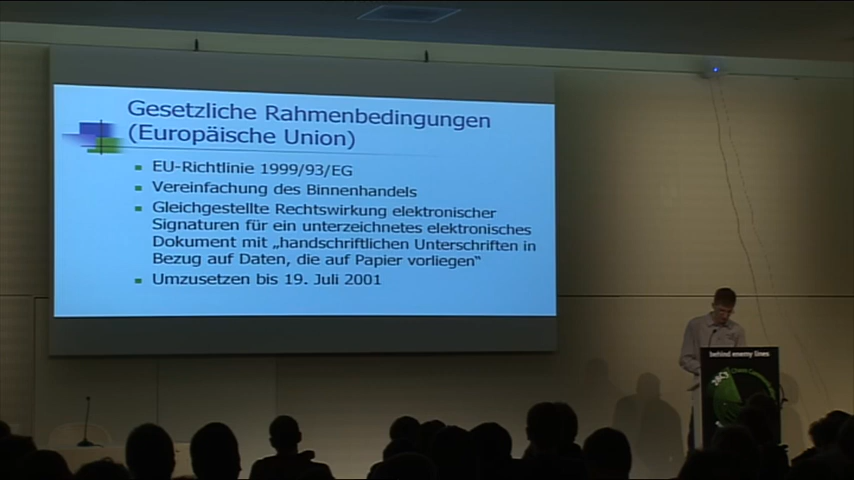 Gesetzliche Rahmenbedingungen
(Europäische Union)
EU-Richtlinie 1999/93/EG
Vereinfachung des Binnenhandels
Gleichgestellte Rechtswirkung elektronischer
Signaturen für ein unterzeichnetes elektronisches
Dokument mit „handschriftlichen Unterschriften in
Bezug auf Daten, die auf Papier vorliegen“
Umzusetzen bis 19. Juli 2001
behind enemy lines